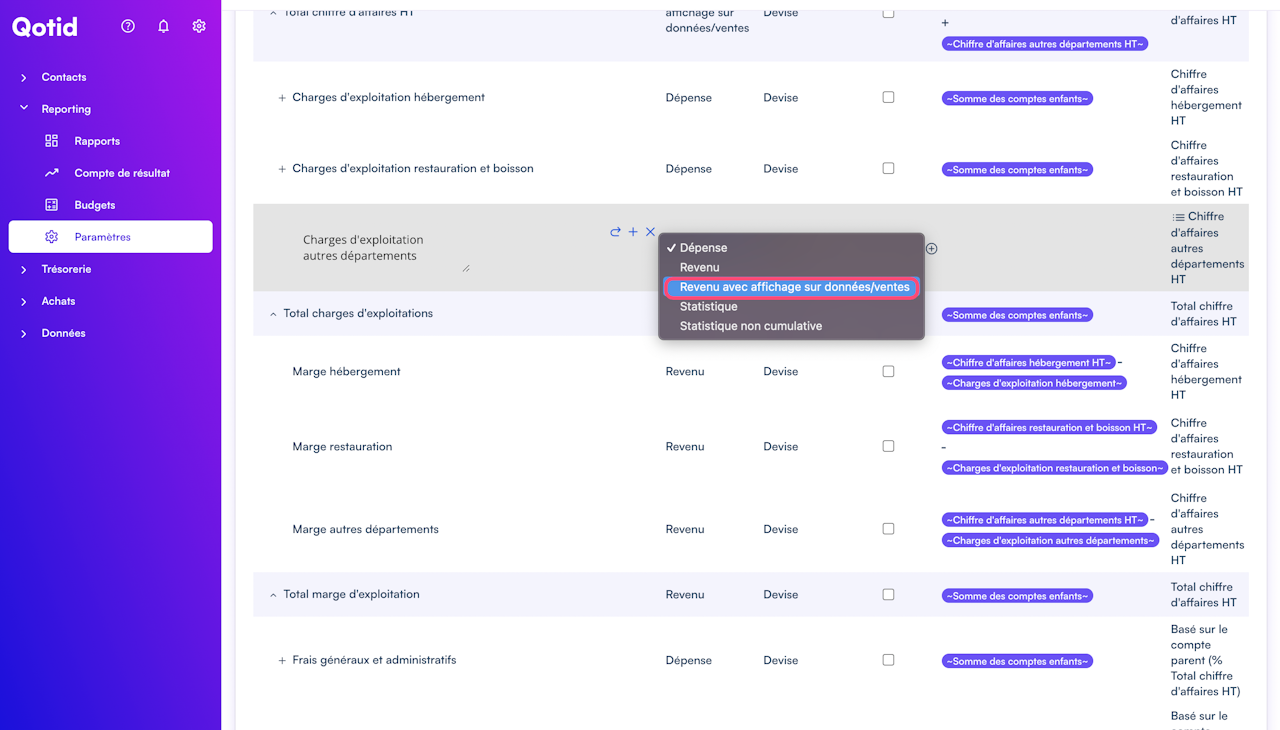 Qotid
Contacts
Reporting
Rapports
Compte de résultat
Budgets
Paramètres
Trésorerie
Achats
Données
Total chiffre d'affaires HT
affichage sur
données/ventes
Devise
+
~Chiffre d'affaires autres départements HT~
d'affaires HT
+ Charges d'exploitation hébergement
Dépense
Devise
~Somme des comptes enfants~
Chiffre
d'affaires
hébergement
HT
+ Charges d'exploitation restauration et boisson
Dépense
Devise
~Somme des comptes enfants~
Chiffre
d'affaires
restauration
et boisson HT
Charges d'exploitation
autres départements
✓ Dépense
Revenu
Revenu avec affichage sur données/ventes
Statistique
Statistique non cumulative
Chiffre
d'affaires
autres
départements
HT
Total charges d'exploitations
~Somme des comptes enfants~
Total chiffre
d'affaires HT
Marge hébergement
Revenu
Devise
~Chiffre d'affaires hébergement HT~ -
~Charges d'exploitation hébergement~
Chiffre
d'affaires
hébergement
HT
Marge restauration
Revenu
Devise
~Chiffre d'affaires restauration et boisson HT~
-
~Charges d'exploitation restauration et boisson~
Chiffre
d'affaires
restauration
et boisson HT
Marge autres départements
Revenu
Devise
~Chiffre d'affaires autres départements HT~ -
~Charges d'exploitation autres départements~
Chiffre
d'affaires
autres
départements
HT
Total marge d'exploitation
Revenu
Devise
~Somme des comptes enfants~
Total chiffre
d'affaires HT
+ Frais généraux et administratifs
Dépense
Devise
~Somme des comptes enfants~
Basé sur le
compte
parent (%
Total chiffre
d'affaires HT)
Basé sur le